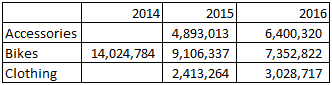 2014 2015 2016
Accessories 4,893,013 6,400,320
Bikes 14,024,784 9,106,337 7,352,822
Clothing 2,413,264 3,028,717